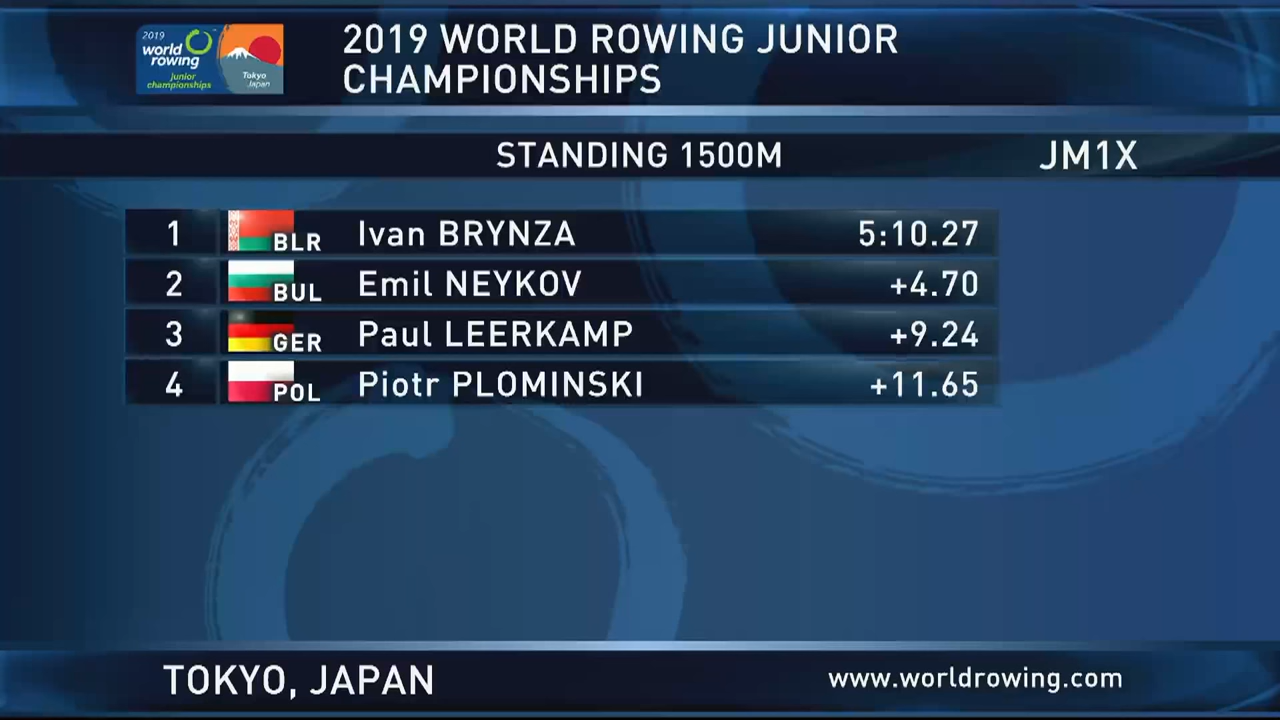 2019
world
rowing
junior
championships
Tokyo
Japan
2019 WORLD ROWING JUNIOR
CHAMPIONSHIPS
STANDING 1500M JM1X
1 BLR Ivan BRYNZA 5:10.27
2 BUL Emil NEYKOV +4.70
3 GER Paul LEERKAMP +9.24
4 POL Piotr PLOMINSKI +11.65
TOKYO, JAPAN www.worldrowing.com